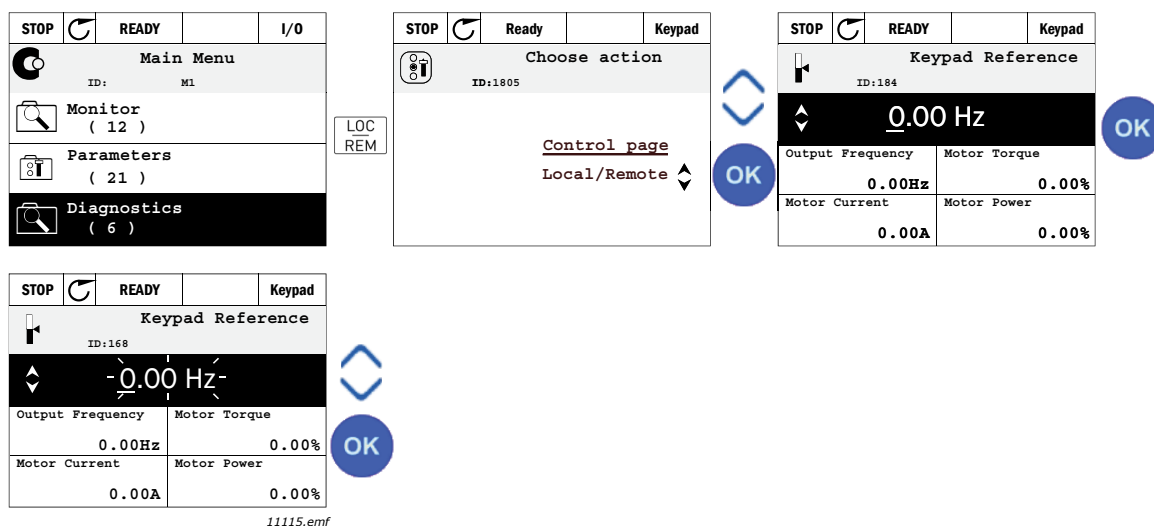 STOP READY I/O
Main Menu
ID: M1
Monitor
( 12 )
Parameters
( 21 )
Diagnostics
( 6 )
LOC
REM
STOP Ready Keypad
Choose action
ID:1805
Control page
Local/Remote
OK
STOP READY Keypad
Keypad Reference
ID:184
0.00 Hz
Output Frequency Motor Torque
0.00Hz 0.00%
Motor Current Motor Power
0.00A 0.00%
OK
STOP READY Keypad
Keypad Reference
ID:168
0.00 Hz
Output Frequency Motor Torque
0.00Hz 0.00%
Motor Current Motor Power
0.00A 0.00%
OK
11115.emf